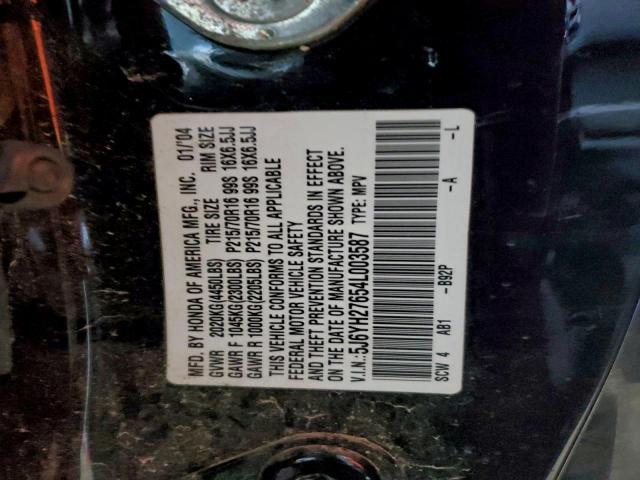 MFD. BY HONDA OF AMERICA MFG., INC. 01/'04
GVWR 2020KG(4450LBS) TIRE SIZE RIM SIZE
GAWR F 1045KG(2300LBS) P215/70R16 99S 16X6.5JJ
GAWR R 1000KG(2205LBS) P215/70R16 99S 16X6.5JJ
THIS VEHICLE CONFORMS TO ALL APPLICABLE
FEDERAL MOTOR VEHICLE SAFETY
AND THEFT PREVENTION STANDARDS IN EFFECT
ON THE DATE OF MANUFACTURE SHOWN ABOVE.
V.I.N.:5J6YH27654L003587 TYPE: MPV
SCW 4 AB1 -B92P -A -L